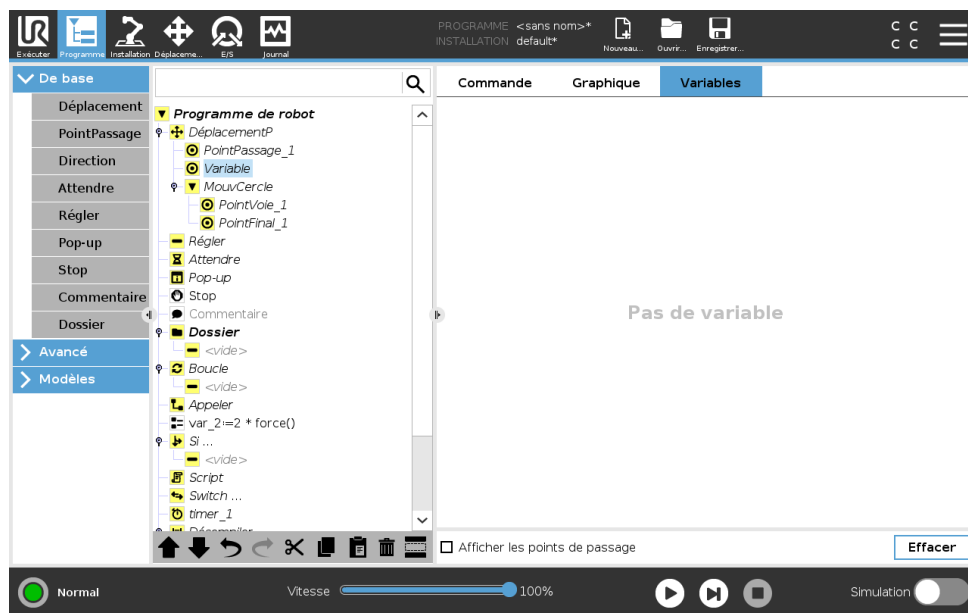 PROGRAMME <sans nom>*
INSTALLATION default*
Exécuter Programme Installation Déplaceme... E/S Journal
Nouveau... Ouvrir... Enregistrer...
C C
C C
De base
Déplacement
PointPassage
Direction
Attendre
Régler
Pop-up
Stop
Commentaire
Dossier
Avancé
Modèles
Programme de robot
DéplacementP
PointPassage_1
Variable
MouvCercle
PointVoie_1
PointFinal_1
Régler
Attendre
Pop-up
Stop
Commentaire
Dossier
<vide>
Boucle
<vide>
Appeler
var_2:=2 * force()
Si ...
<vide>
Script
Switch ...
timer_1
Décompiler
Commande Graphique Variables
Pas de variable
Afficher les points de passage
Effacer
Normal
Vitesse
100%
Simulation